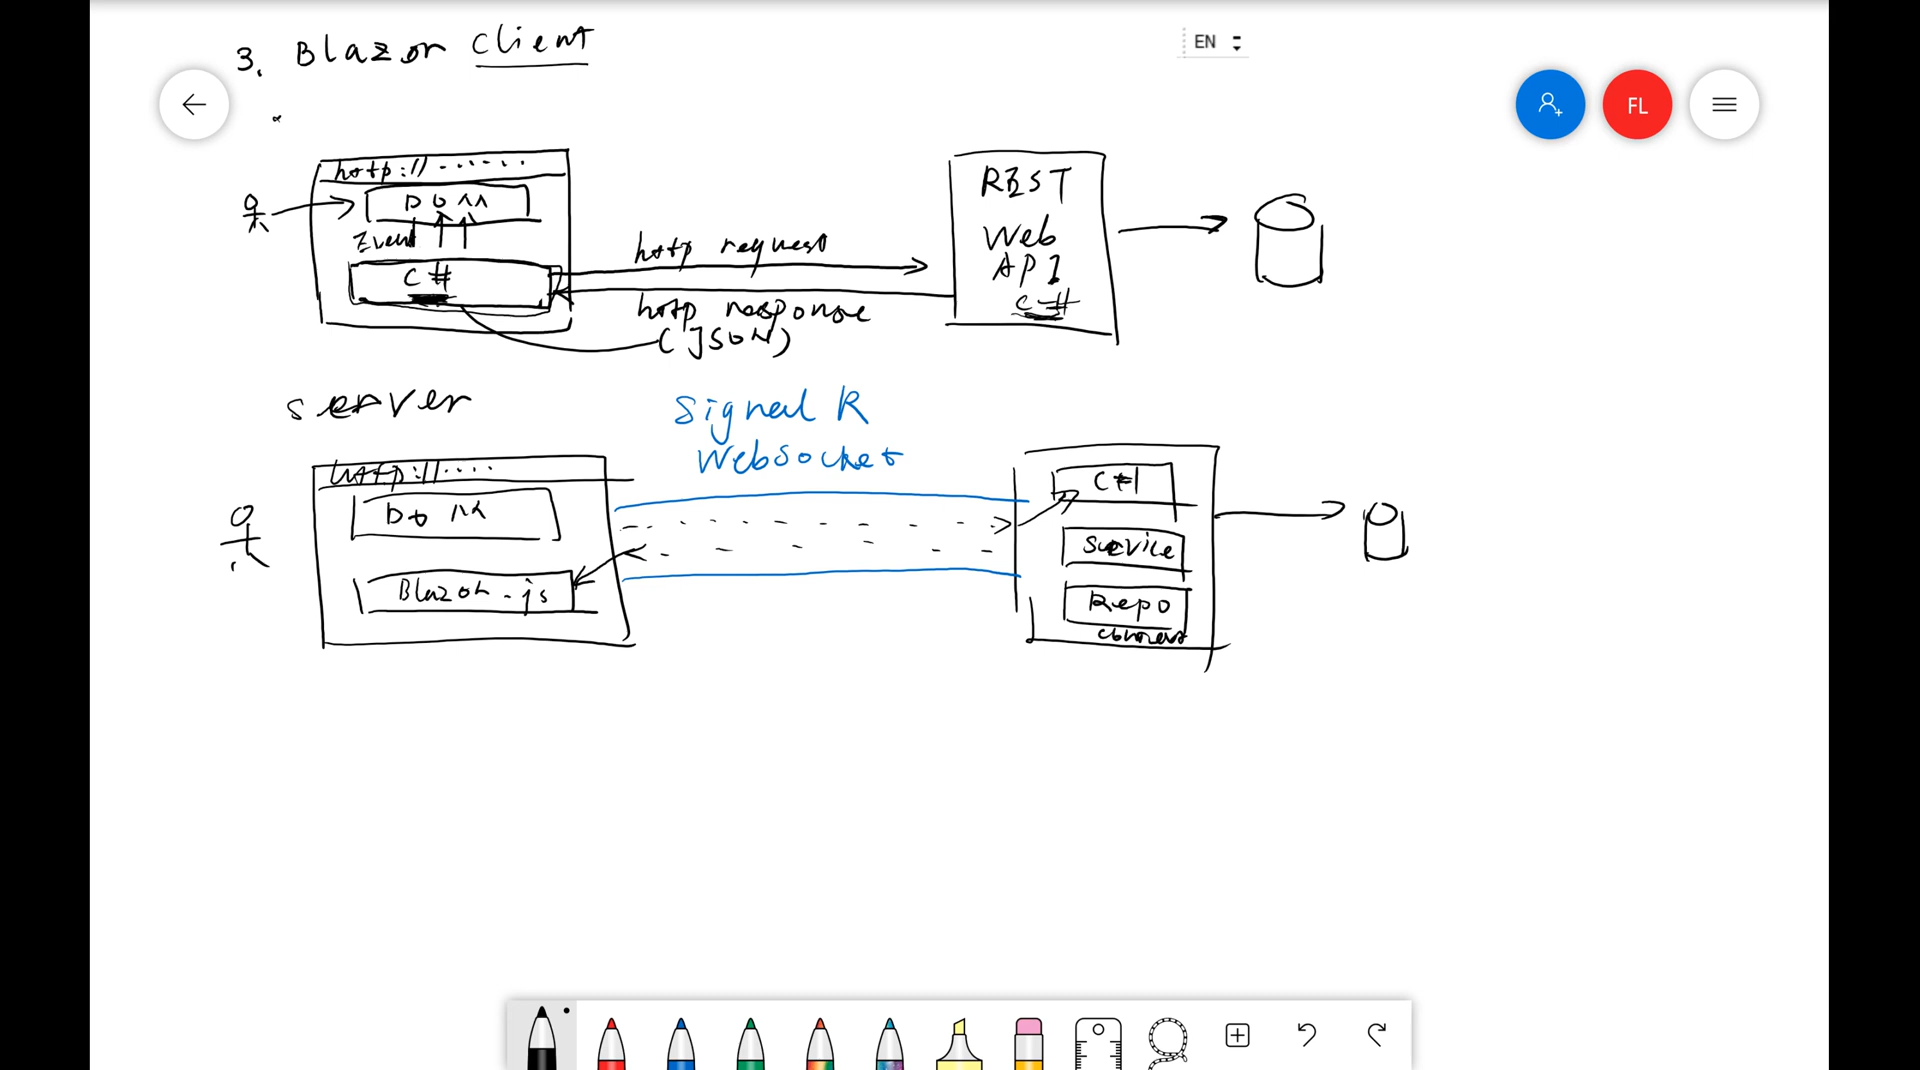 3. Blazor Client
EN
FL
http://......
DOM
Event
C#
http request
http response
(JSON)
REST
Web
API
C#
server
Signal R
WebSocket
http://....
DOM
Blazor.js
C#
Service
Repo